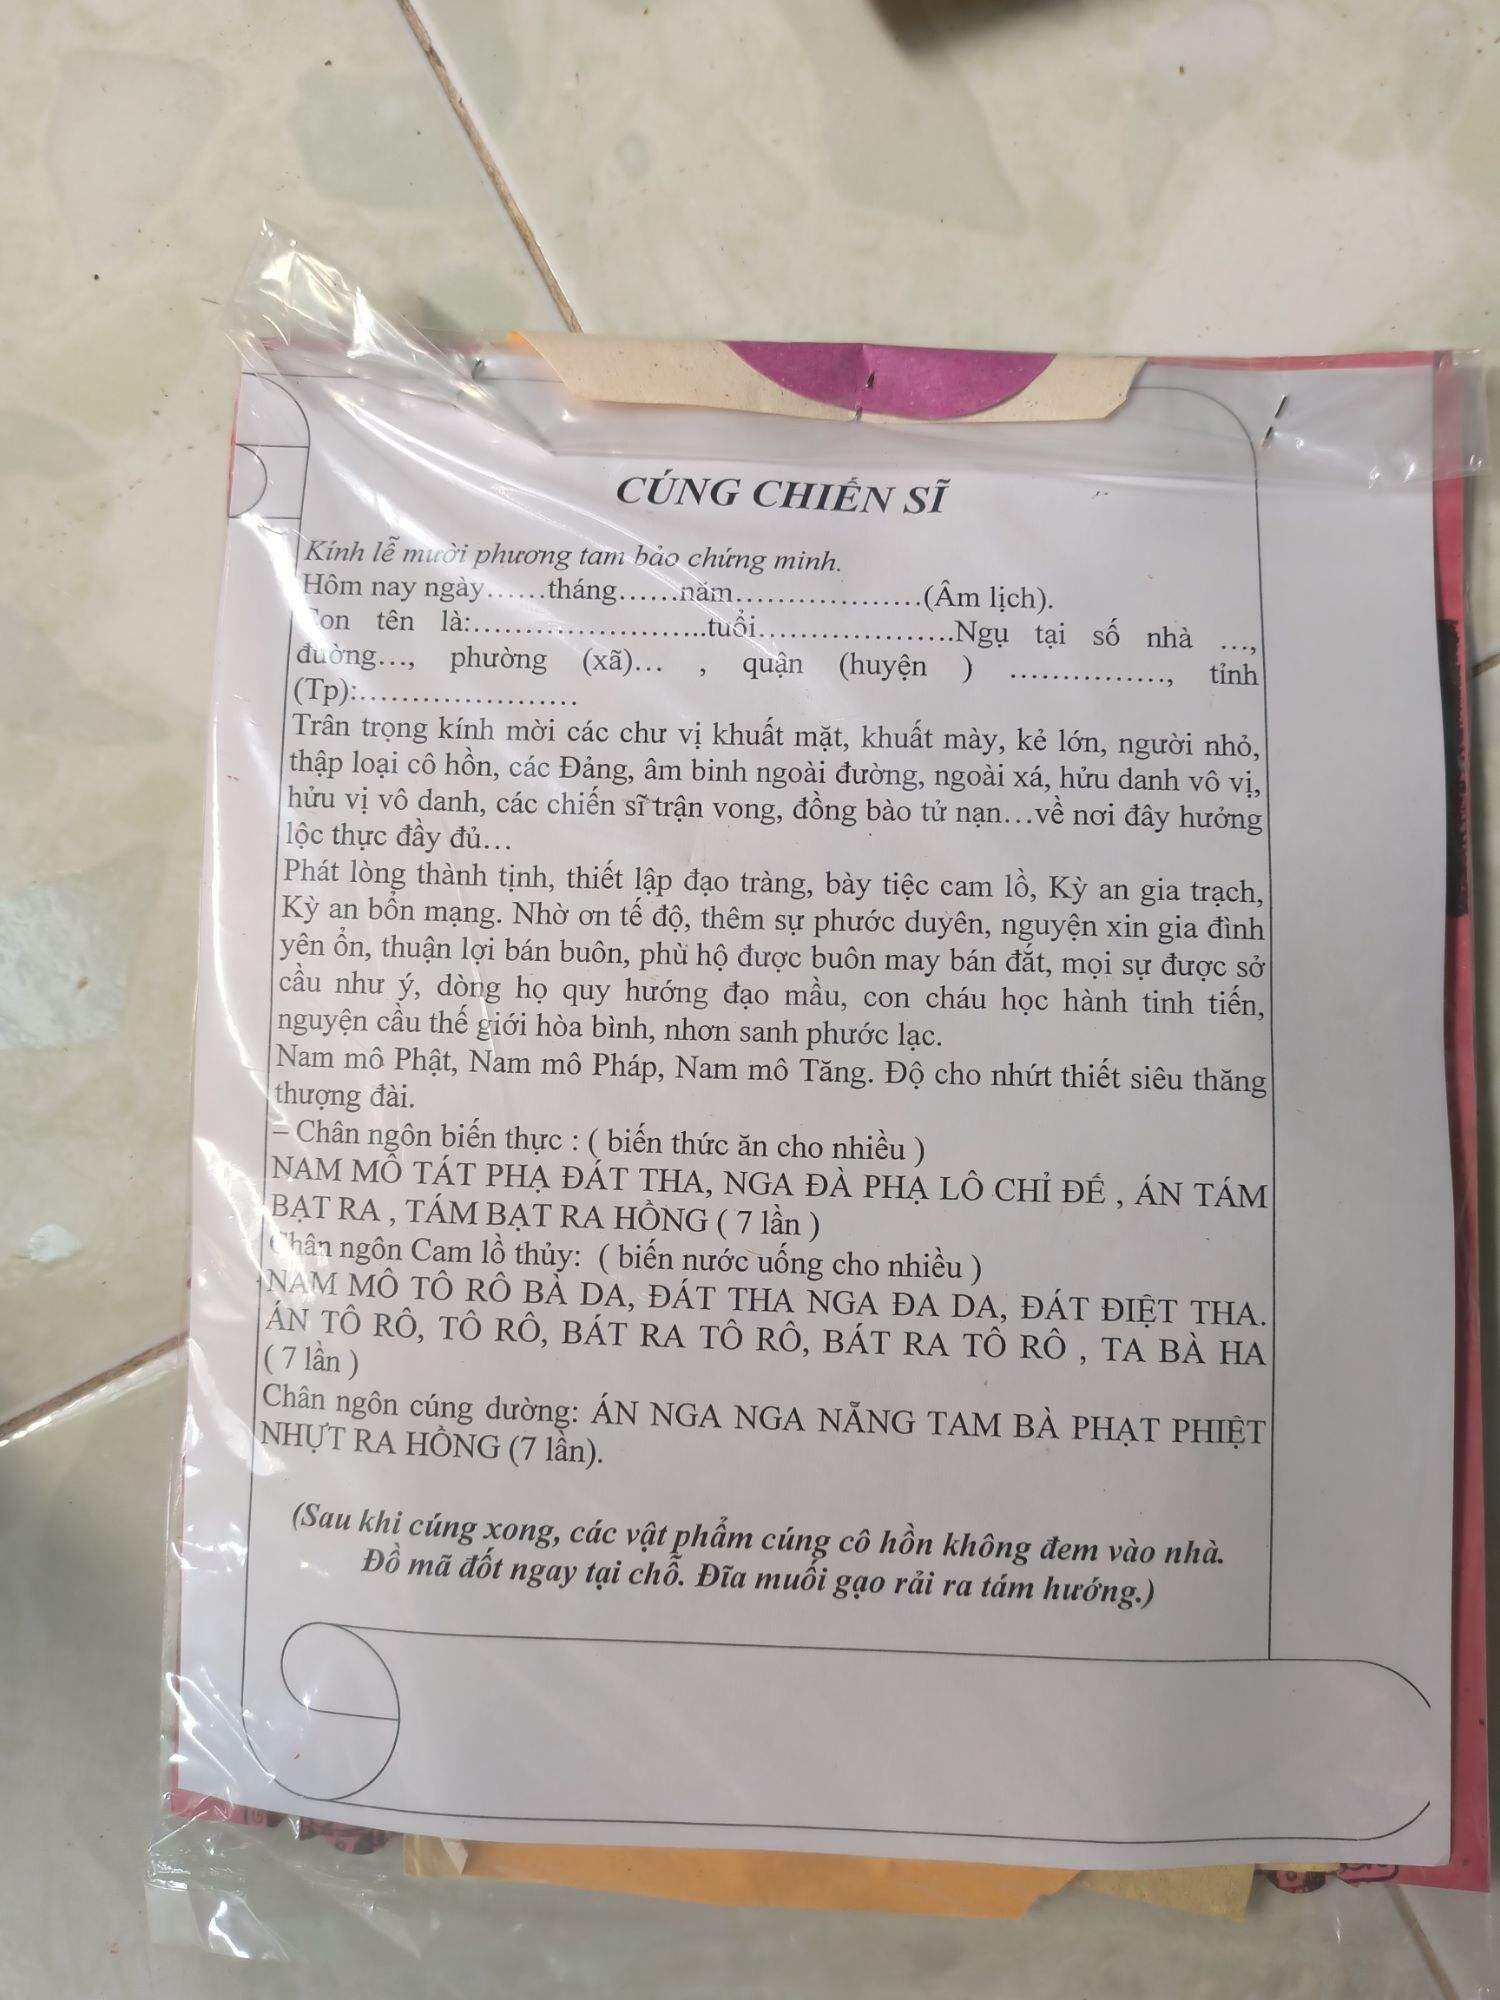 CÚNG CHIẾN SĨ
Kính lễ mười phương tam bảo chứng minh.
Hôm nay ngày……tháng……năm………………(Âm lịch).
Con tên là:…………………..tuổi……………….Ngụ tại số nhà …,
đường…, phường (xã)… , quận (huyện ) ……………, tỉnh
(Tp):…………………
Trân trọng kính mời các chư vị khuất mặt, khuất mày, kẻ lớn, người nhỏ,
thập loại cô hồn, các Đảng, âm binh ngoài đường, ngoài xá, hửu danh vô vị,
hửu vị vô danh, các chiến sĩ trận vong, đồng bào tử nạn…về nơi đây hưởng
lộc thực đầy đủ…
Phát lòng thành tịnh, thiết lập đạo tràng, bày tiệc cam lồ, Kỳ an gia trạch,
Kỳ an bổn mạng. Nhờ ơn tế độ, thêm sự phước duyên, nguyện xin gia đình
yên ổn, thuận lợi bán buôn, phù hộ được buôn may bán đắt, mọi sự được sở
cầu như ý, dòng họ quy hướng đạo mầu, con cháu học hành tinh tiến,
nguyện cầu thế giới hòa bình, nhơn sanh phước lạc.
Nam mô Phật, Nam mô Pháp, Nam mô Tăng. Độ cho nhứt thiết siêu thăng
thượng đài.
– Chân ngôn biến thực : ( biến thức ăn cho nhiều )
NAM MÔ TÁT PHẠ ĐÁT THA, NGA ĐÀ PHẠ LÔ CHỈ ĐẾ , ÁN TÁM
BẠT RA , TÁM BẠT RA HỒNG ( 7 lần )
Chân ngôn Cam lồ thủy: ( biến nước uống cho nhiều )
NAM MÔ TÔ RÔ BÀ DA, ĐÁT THA NGA ĐA DA, ĐÁT ĐIỆT THA.
ÁN TÔ RÔ, TÔ RÔ, BÁT RA TÔ RÔ, BÁT RA TÔ RÔ , TA BÀ HA
( 7 lần )
Chân ngôn cúng dường: ÁN NGA NGA NẴNG TAM BÀ PHẠT PHIỆT
NHỰT RA HỒNG (7 lần).
(Sau khi cúng xong, các vật phẩm cúng cô hồn không đem vào nhà.
Đồ mã đốt ngay tại chỗ. Đĩa muối gạo rải ra tám hướng.)